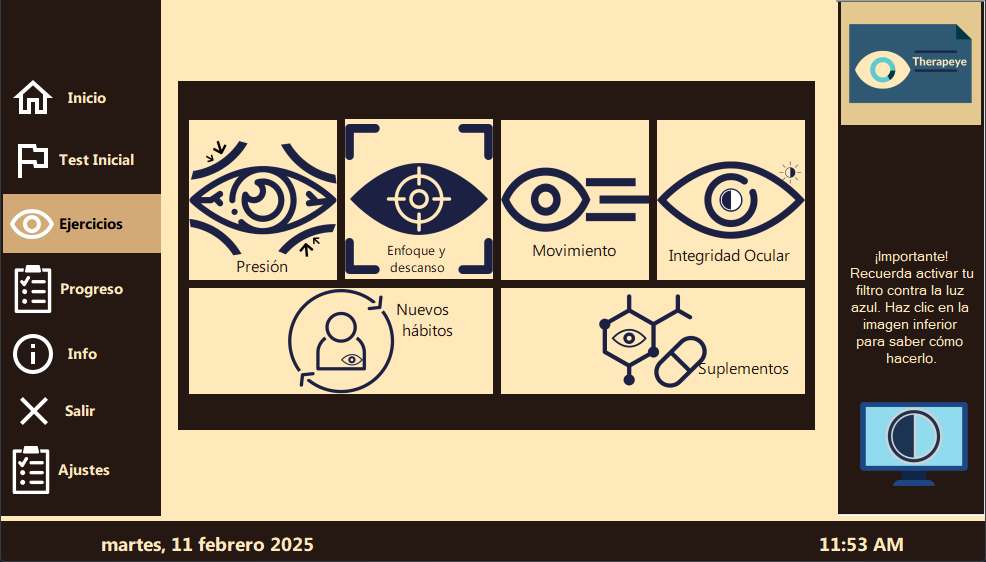 Inicio
Test Inicial
Ejercicios
Progreso
Info
Salir
Ajustes
Presión
Enfoque y
descanso
Movimiento
Integridad Ocular
Nuevos
hábitos
Suplementos
Therapeye
¡Importante!
Recuerda activar tu
filtro contra la luz
azul. Haz clic en la
imagen inferior
para saber cómo
hacerlo.
martes, 11 febrero 2025
11:53 AM